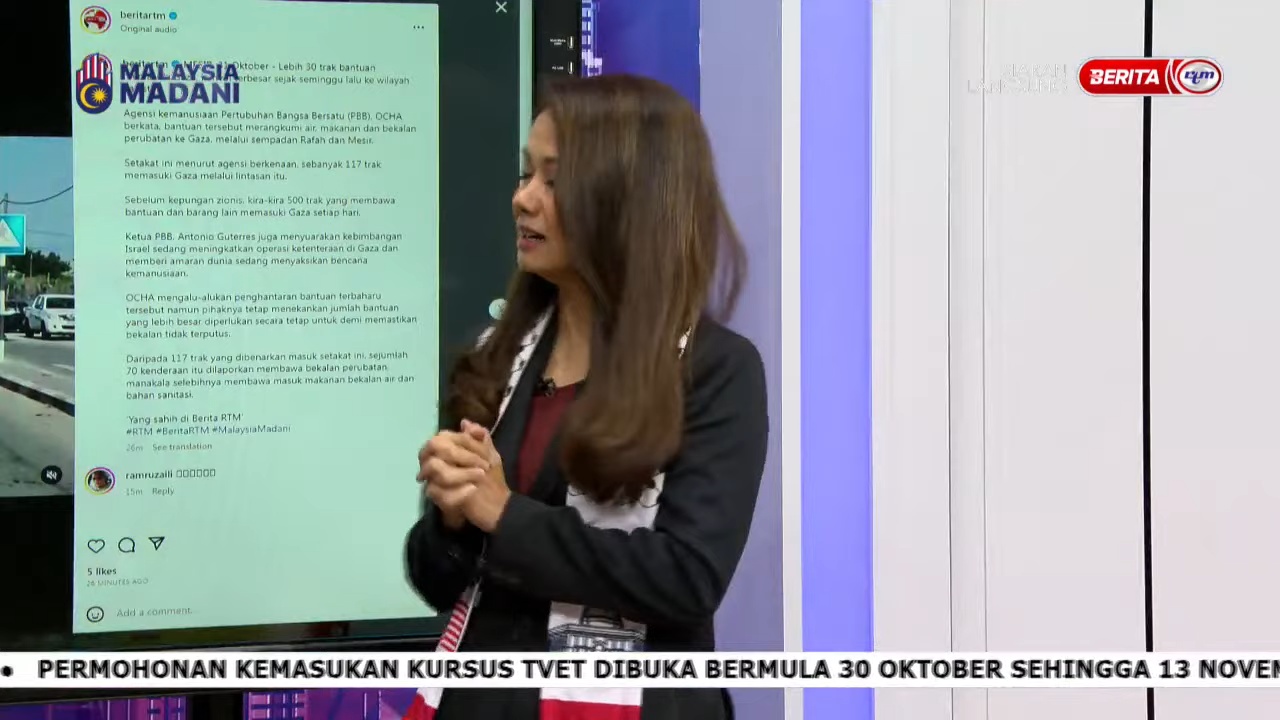 beritartm
Original audio
MALAYSIA
MADANI
Oktober - Lebih 30 trak bantuan
terbesar sejak seminggu lalu ke wilayah
Agensi kemanusiaan Pertubuhan Bangsa Bersatu (PBB), OCHA
berkata, bantuan tersebut merangkumi air, makanan dan bekalan
perubatan ke Gaza, melalui sempadan Rafah dan Mesir.
Setakat ini menurut agensi berkenaan, sebanyak 117 trak
memasuki Gaza melalui lintasan itu.
Sebelum kepungan zionis, kira-kira 500 trak yang membawa
bantuan dan barang lain memasuki Gaza setiap hari.
Ketua PBB, Antonio Guterres juga menyuarakan kebimbangan
Israel sedang meningkatkan operasi ketenteraan di Gaza dan
memberi amaran dunia sedang menyaksikan bencana
kemanusiaan.
OCHA mengalu-alukan penghantaran bantuan terbaharu
tersebut namun pihaknya tetap menekankan jumlah bantuan
yang lebih besar diperlukan secara tetap untuk demi memastikan
bekalan tidak terputus.
Daripada 117 trak yang dibenarkan masuk setakat ini, sejumlah
70 kenderaan itu dilaporkan membawa bekalan perubatan,
manakala selebihnya membawa masuk makanan bekalan air dan
bahan sanitasi.
'Yang sahih di Berita RTM'
#RTM #BeritaRTM #MalaysiaMadani
26m See translation
ramruzaili
15m Reply
5 likes
26 MINUTES AGO
Add a comment...
BERITA rtm
• PERMOHONAN KEMASUKAN KURSUS TVET DIBUKA BERMULA 30 OKTOBER SEHINGGA 13 NOVEM